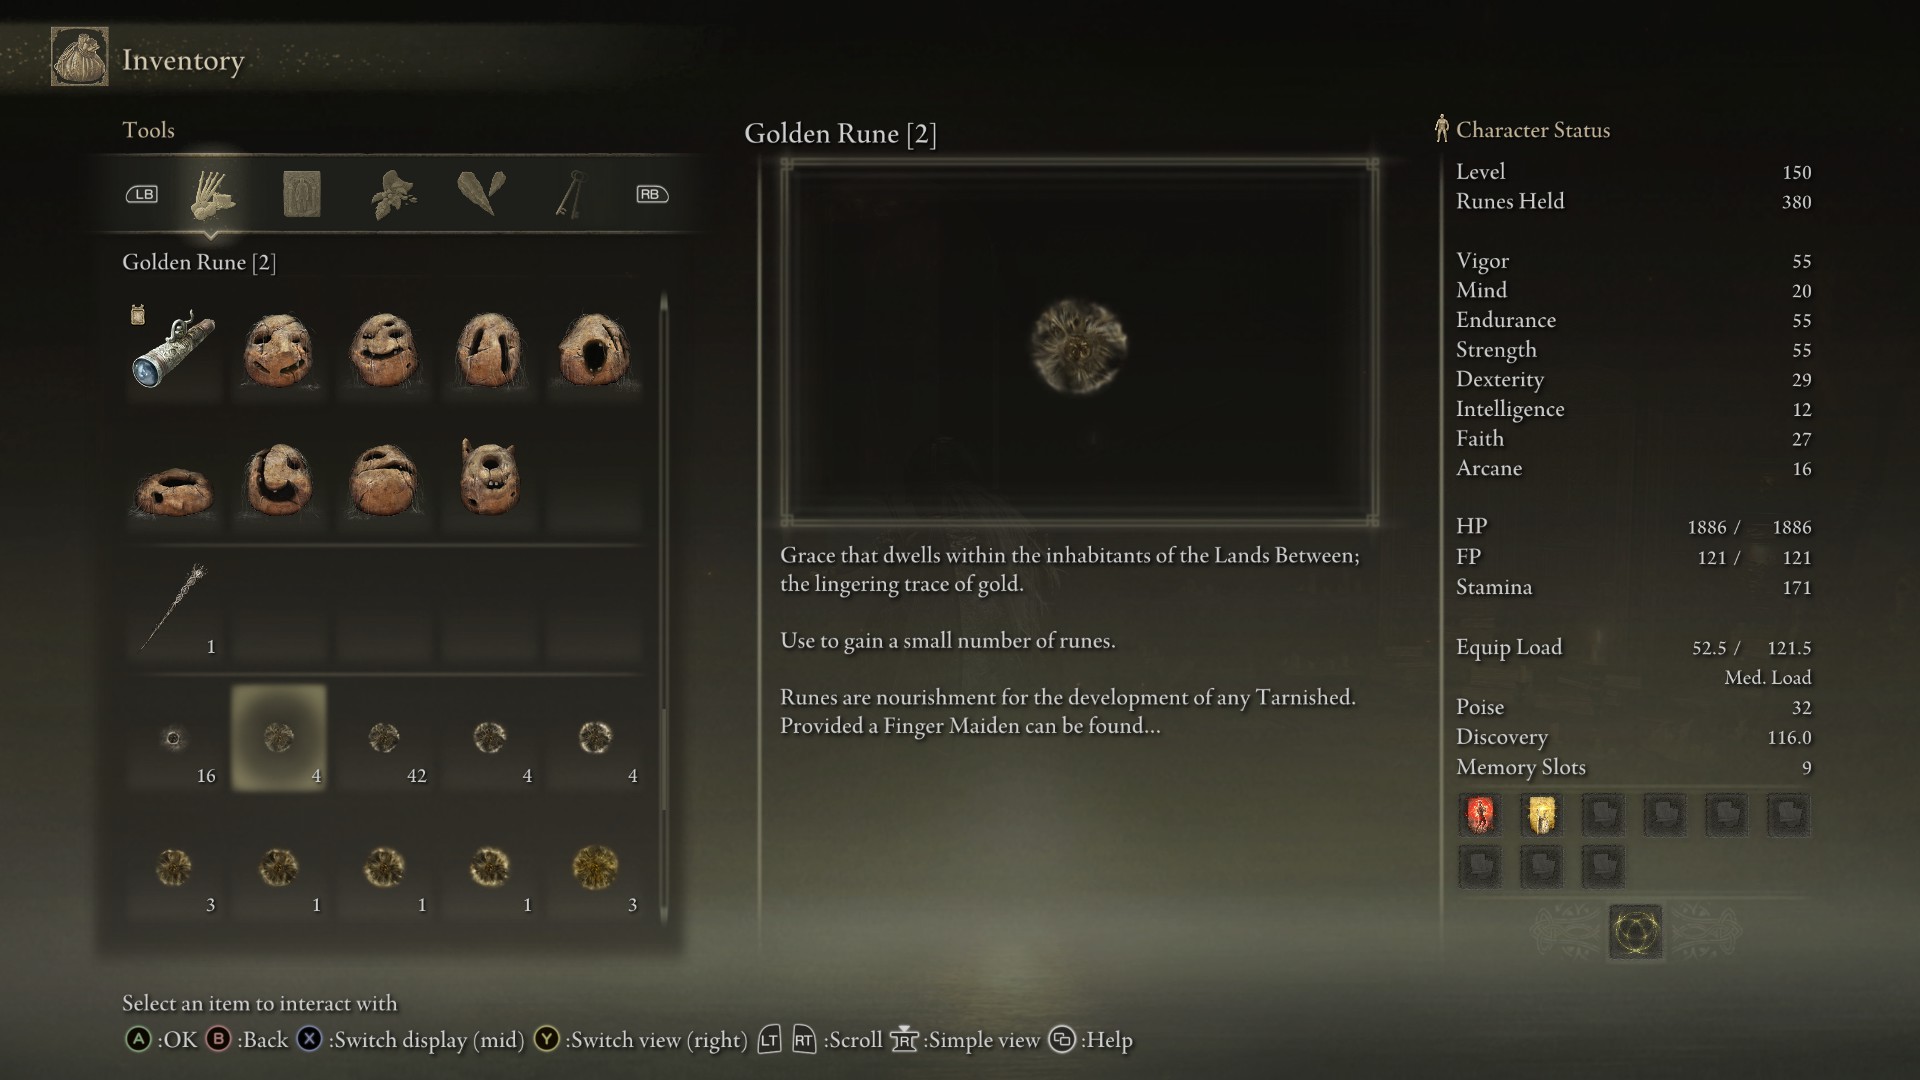 Inventory
Tools
LB
RB
Golden Rune [2]
1
16
4
42
4
4
3
1
1
1
3
Golden Rune [2]
Grace that dwells within the inhabitants of the Lands Between;
the lingering trace of gold.
Use to gain a small number of runes.
Runes are nourishment for the development of any Tarnished.
Provided a Finger Maiden can be found...
Character Status
Level 150
Runes Held 380
Vigor 55
Mind 20
Endurance 55
Strength 55
Dexterity 29
Intelligence 12
Faith 27
Arcane 16
HP 1886 / 1886
FP 121 / 121
Stamina 171
Equip Load 52.5 / 121.5
Med. Load
Poise 32
Discovery 116.0
Memory Slots 9
Select an item to interact with
A :OK B :Back X :Switch display (mid) Y :Switch view (right) LT RT :Scroll R :Simple view :Help